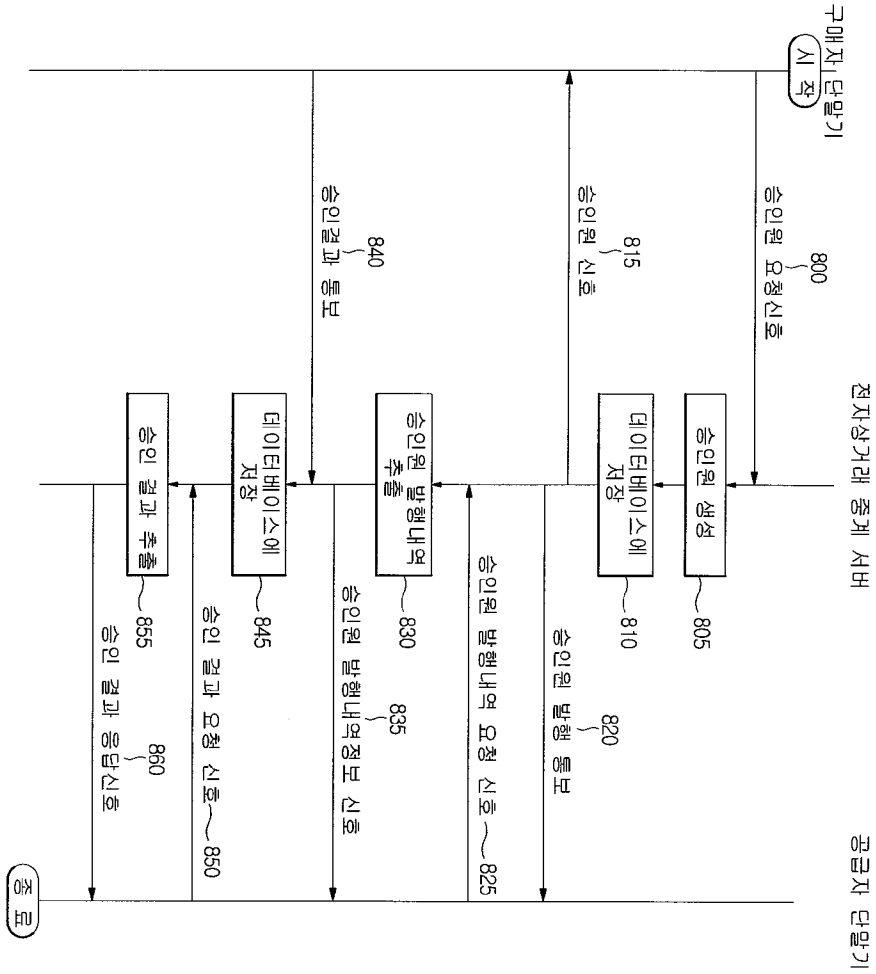 구매자 단말기
전자상거래 중계 서버
공급자 단말기
시 작
800
승인원 요청신호
승인원 생성
805
데이터베이스에
저장
810
815
승인원 신호
820
승인원 발행 통보
승인원 발행내역 요청 신호
825
승인원 발행내역
추출
830
835
승인원 발행내역정보 신호
840
승인결과 통보
데이터베이스에
저장
845
승인 결과 요청 신호
850
승인 결과 추출
855
860
승인 결과 응답신호
종 료